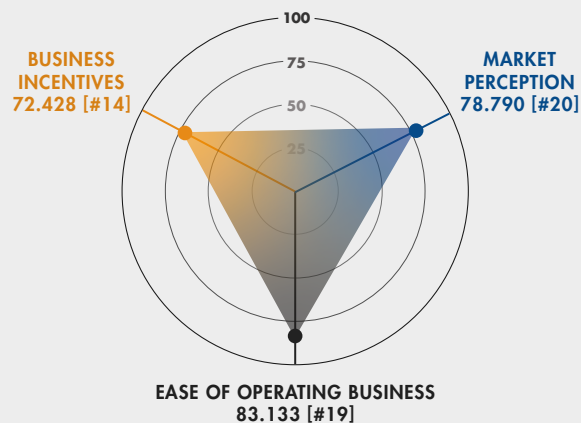 100
75
50
25
BUSINESS
INCENTIVES
72.428 [#14]
MARKET
PERCEPTION
78.790 [#20]
EASE OF OPERATING BUSINESS
83.133 [#19]